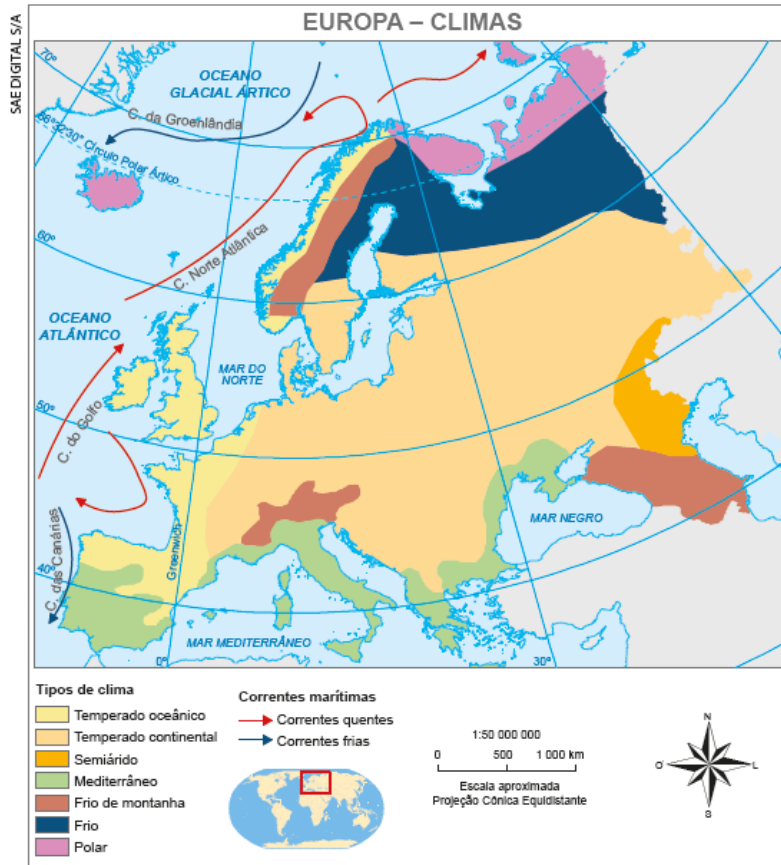 EUROPA – CLIMAS
SAE DIGITAL S/A
70º
OCEANO
GLACIAL ÁRTICO
C. da Groenlândia
66º32'30" Círculo Polar Ártico
60º
C. Norte Atlântica
OCEANO
ATLÂNTICO
MAR DO
NORTE
50º
C. do Golfo
C. das Canárias
Greenwich
MAR NEGRO
40º
MAR MEDITERRÂNEO
0º
30º
Tipos de clima
Temperado oceânico
Temperado continental
Semiárido
Mediterrâneo
Frio de montanha
Frio
Polar
Correntes marítimas
Correntes quentes
Correntes frias
1:50 000 000
0 500 1 000 km
Escala aproximada
Projeção Cônica Equidistante
N
O L
S